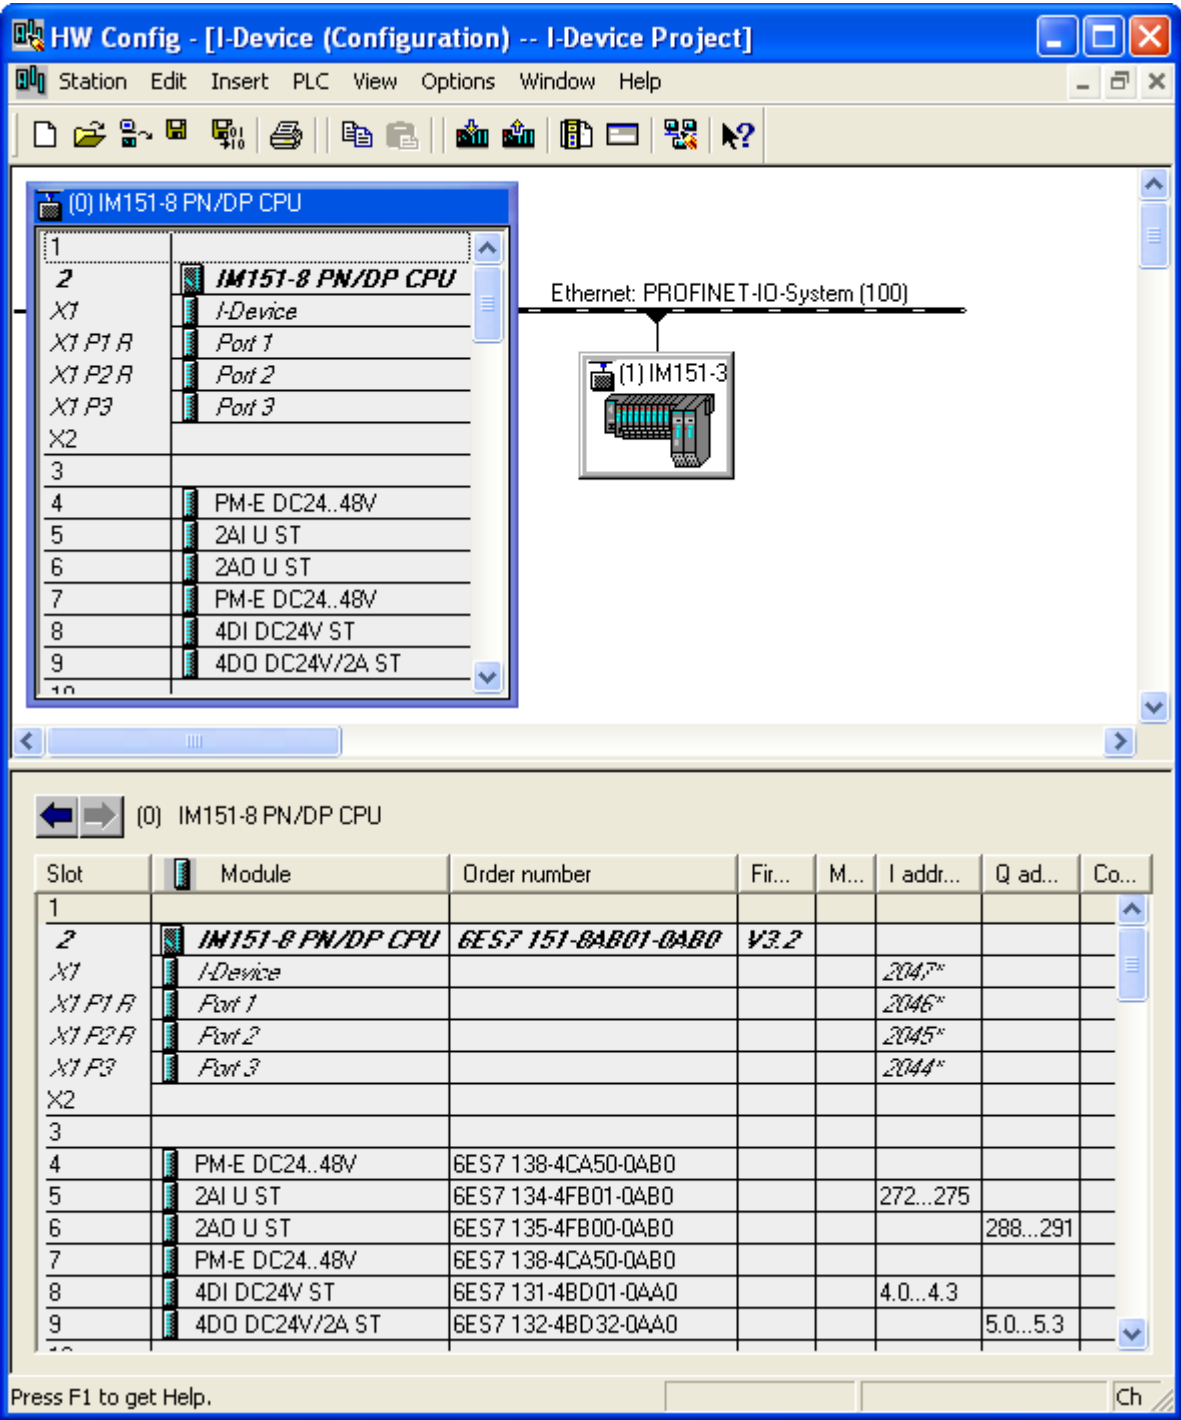 HW Config - [I-Device (Configuration) -- I-Device Project]
Station Edit Insert PLC View Options Window Help
(0) IM151-8 PN/DP CPU
1
2 IM151-8 PN/DP CPU
X1 I-Device
X1 P1 R Port 1
X1 P2 R Port 2
X1 P3 Port 3
X2
3
4 PM-E DC24..48V
5 2AI U ST
6 2AO U ST
7 PM-E DC24..48V
8 4DI DC24V ST
9 4DO DC24V/2A ST
10
Ethernet: PROFINET-IO-System (100)
(1) IM151-3
(0) IM151-8 PN/DP CPU
Slot Module Order number Fir... M... I addr... Q ad... Co...
1
2 IM151-8 PN/DP CPU 6ES7 151-8AB01-0AB0 V3.2
X1 I-Device 2047*
X1 P1 R Port 1 2046*
X1 P2 R Port 2 2045*
X1 P3 Port 3 2044*
X2
3
4 PM-E DC24..48V 6ES7 138-4CA50-0AB0
5 2AI U ST 6ES7 134-4FB01-0AB0 272...275
6 2AO U ST 6ES7 135-4FB00-0AB0 288...291
7 PM-E DC24..48V 6ES7 138-4CA50-0AB0
8 4DI DC24V ST 6ES7 131-4BD01-0AA0 4.0...4.3
9 4DO DC24V/2A ST 6ES7 132-4BD32-0AA0 5.0...5.3
Press F1 to get Help. Ch